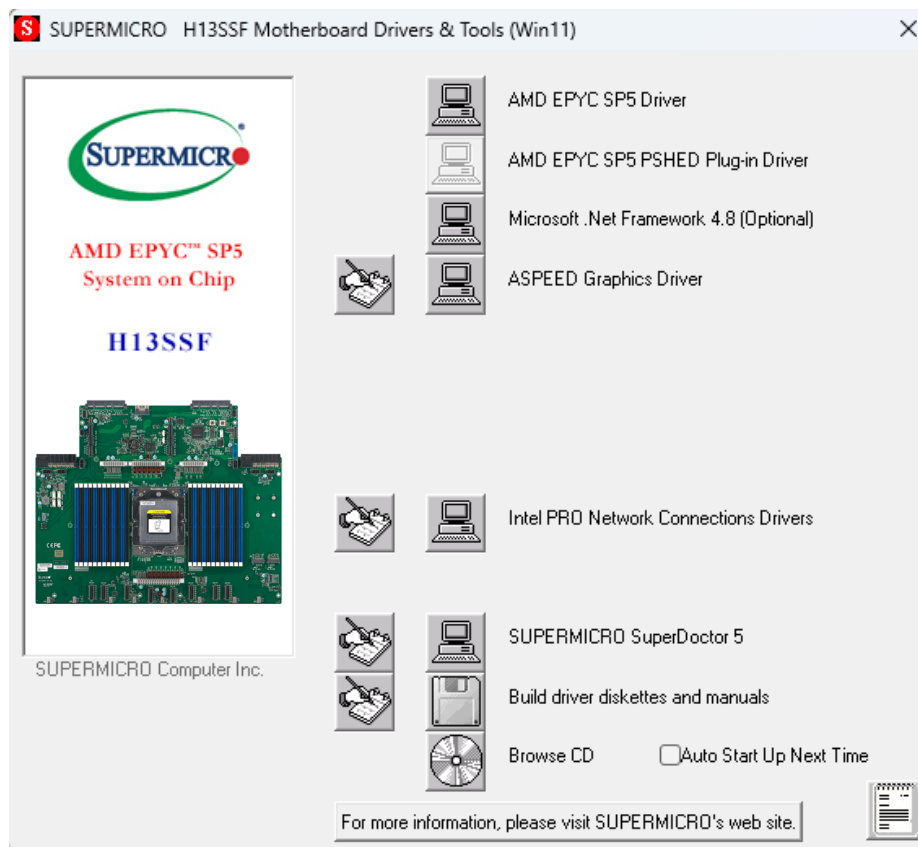 SUPERMICRO H13SSF Motherboard Drivers & Tools (Win11)
SUPERMICR
AMD EPYC™ SP5
System on Chip
H13SSF
SUPERMICRO Computer Inc.
AMD EPYC SP5 Driver
AMD EPYC SP5 PSHED Plug-in Driver
Microsoft .Net Framework 4.8 (Optional)
ASPEED Graphics Driver
Intel PRO Network Connections Drivers
SUPERMICRO SuperDoctor 5
Build driver diskettes and manuals
Browse CD
Auto Start Up Next Time
For more information, please visit SUPERMICRO's web site.